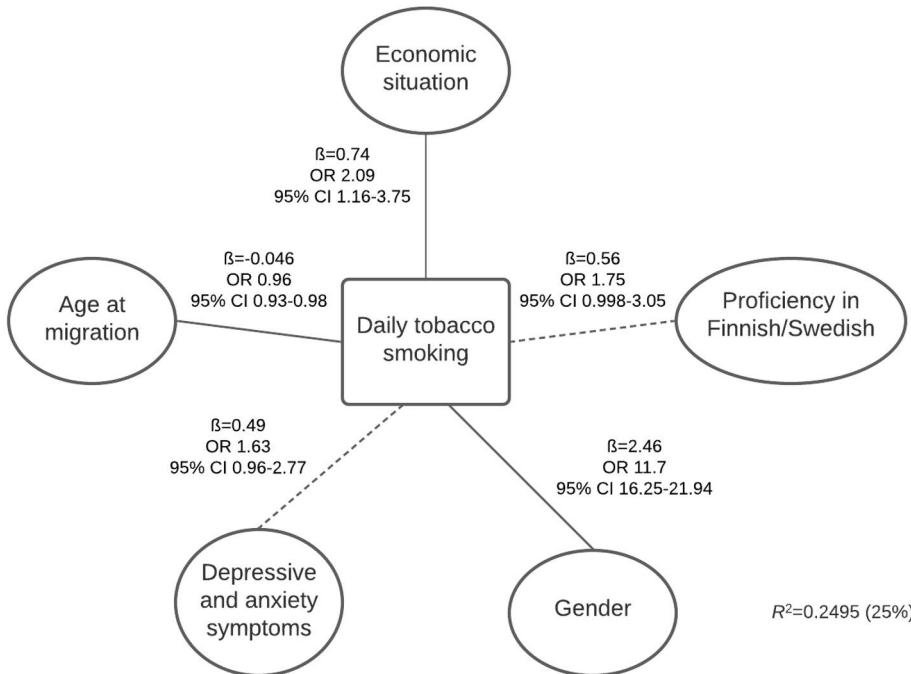 Economic
situation
ß=0.74
OR 2.09
95% CI 1.16-3.75
ß=-0.046
OR 0.96
95% CI 0.93-0.98
ß=0.56
OR 1.75
95% CI 0.998-3.05
Age at
migration
Daily tobacco
smoking
Proficiency in
Finnish/Swedish
ß=0.49
OR 1.63
95% CI 0.96-2.77
ß=2.46
OR 11.7
95% CI 16.25-21.94
Depressive
and anxiety
symptoms
Gender
R²=0.2495 (25%)